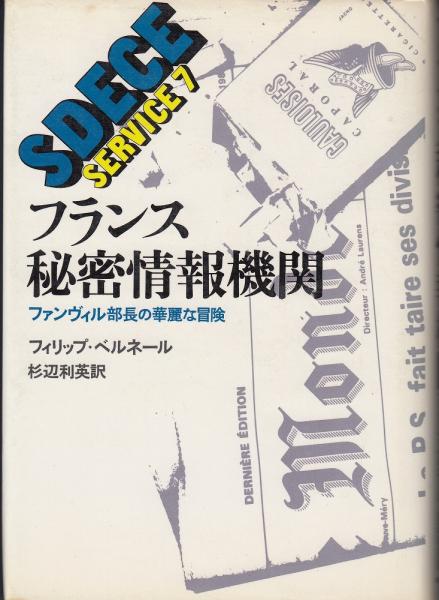 SDECE
SERVICE 7
フランス
秘密情報機関
ファンヴィル部長の華麗な冒険
フィリップ・ベルネール
杉辺利英訳
CIGARETTES
CAPORAL
GAULOISES
Monde
DERNIÈRE ÉDITION
Directeur : André Laurens
fait taire ses divis